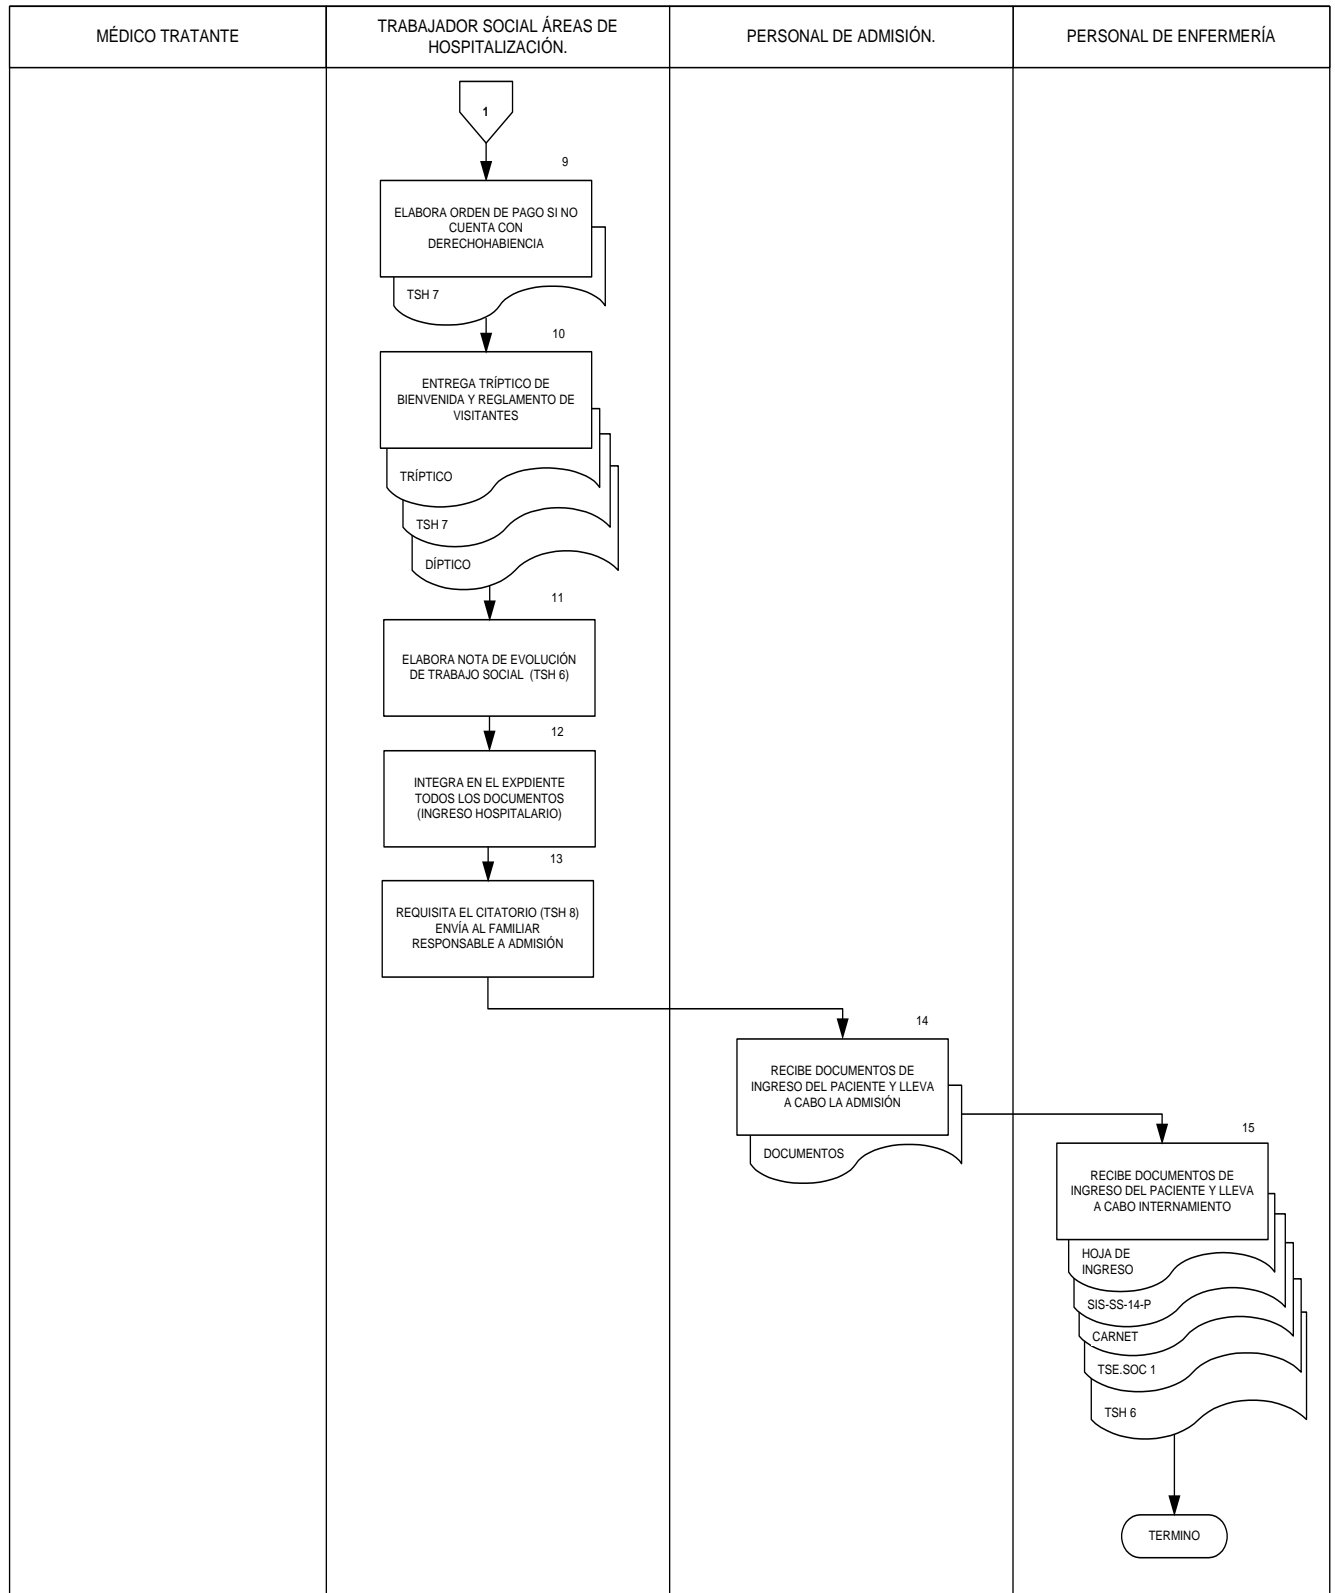 MÉDICO TRATANTE
TRABAJADOR SOCIAL ÁREAS DE
HOSPITALIZACIÓN.
PERSONAL DE ADMISIÓN.
PERSONAL DE ENFERMERÍA
1
9
ELABORA ORDEN DE PAGO SI NO
CUENTA CON
DERECHOHABIENCIA
TSH 7
10
ENTREGA TRÍPTICO DE
BIENVENIDA Y REGLAMENTO DE
VISITANTES
TRÍPTICO
TSH 7
DÍPTICO
11
ELABORA NOTA DE EVOLUCIÓN
DE TRABAJO SOCIAL (TSH 6)
12
INTEGRA EN EL EXPDIENTE
TODOS LOS DOCUMENTOS
(INGRESO HOSPITALARIO)
13
REQUISITA EL CITATORIO (TSH 8)
ENVÍA AL FAMILIAR
RESPONSABLE A ADMISIÓN
14
RECIBE DOCUMENTOS DE
INGRESO DEL PACIENTE Y LLEVA
A CABO LA ADMISIÓN
DOCUMENTOS
15
RECIBE DOCUMENTOS DE
INGRESO DEL PACIENTE Y LLEVA
A CABO INTERNAMIENTO
HOJA DE
INGRESO
SIS-SS-14-P
CARNET
TSE.SOC 1
TSH 6
TERMINO